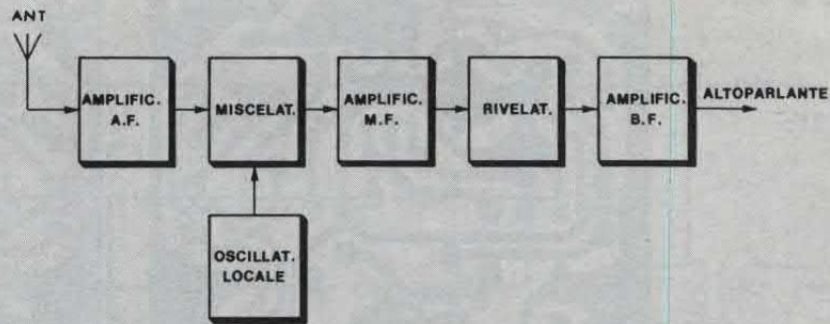 ANT
AMPLIFIC.
A.F.
MISCELAT.
AMPLIFIC.
M.F.
RIVELAT.
AMPLIFIC.
B.F.
ALTOPARLANTE
OSCILLAT.
LOCALE